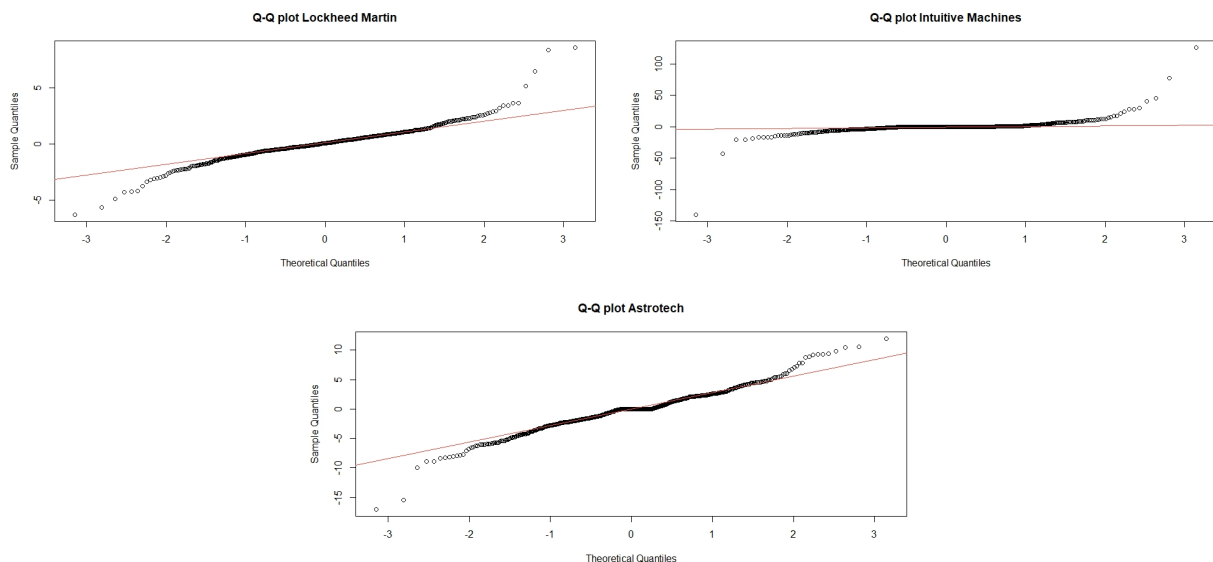 Q-Q plot Lockheed Martin
Sample Quantiles
5
0
-5
-3 -2 -1 0 1 2 3
Theoretical Quantiles
Q-Q plot Intuitive Machines
Sample Quantiles
100
50
0
-50
-100
-150
-3 -2 -1 0 1 2 3
Theoretical Quantiles
Q-Q plot Astrotech
Sample Quantiles
10
5
0
-5
-10
-15
-3 -2 -1 0 1 2 3
Theoretical Quantiles